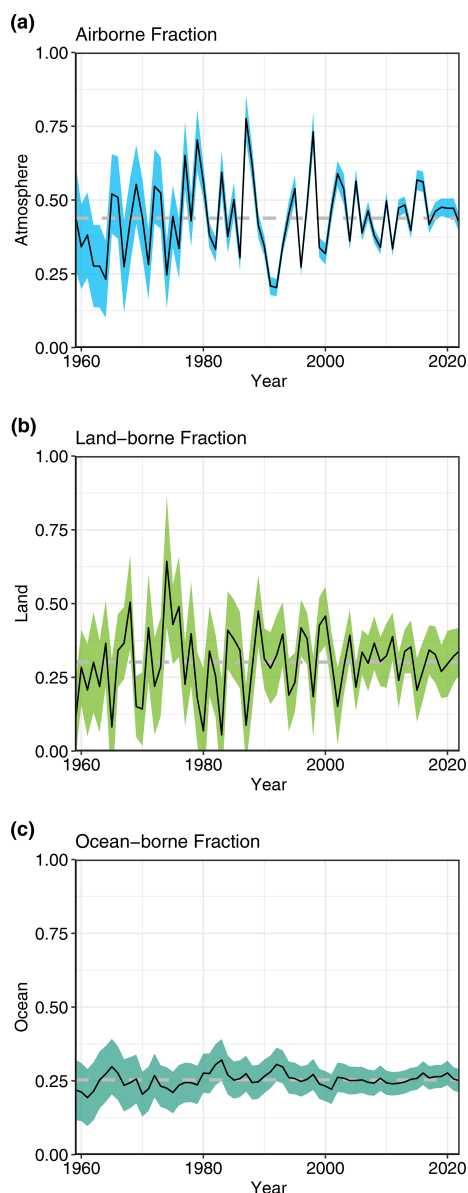 (a)
Airborne Fraction
1.00
0.75
0.50
0.25
0.00
Atmosphere
1960 1980 2000 2020
Year
(b)
Land−borne Fraction
1.00
0.75
0.50
0.25
0.00
Land
1960 1980 2000 2020
Year
(c)
Ocean−borne Fraction
1.00
0.75
0.50
0.25
0.00
Ocean
1960 1980 2000 2020
Year